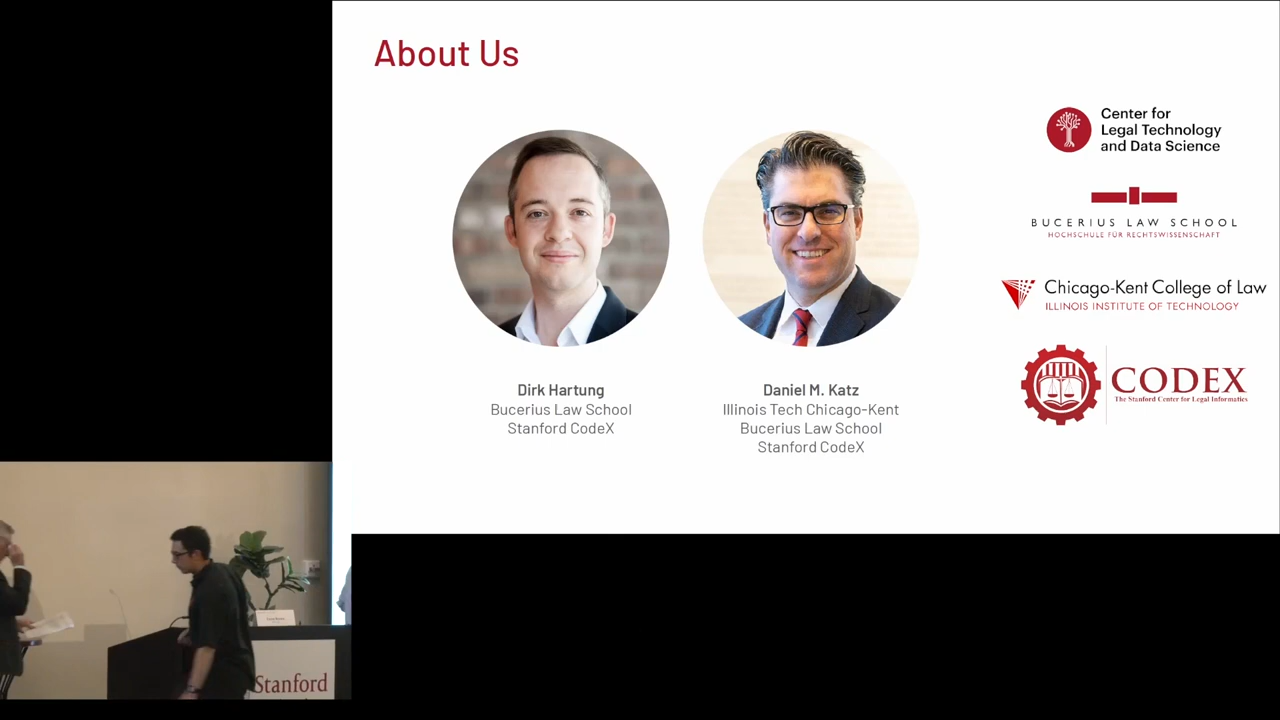 About Us
Dirk Hartung
Bucerius Law School
Stanford CodeX
Daniel M. Katz
Illinois Tech Chicago-Kent
Bucerius Law School
Stanford CodeX
Center for
Legal Technology
and Data Science
BUCERIUS LAW SCHOOL
HOCHSCHULE FÜR RECHTSWISSENSCHAFT
Chicago-Kent College of Law
ILLINOIS INSTITUTE OF TECHNOLOGY
CODEX
The Stanford Center for Legal Informatics
Stanford